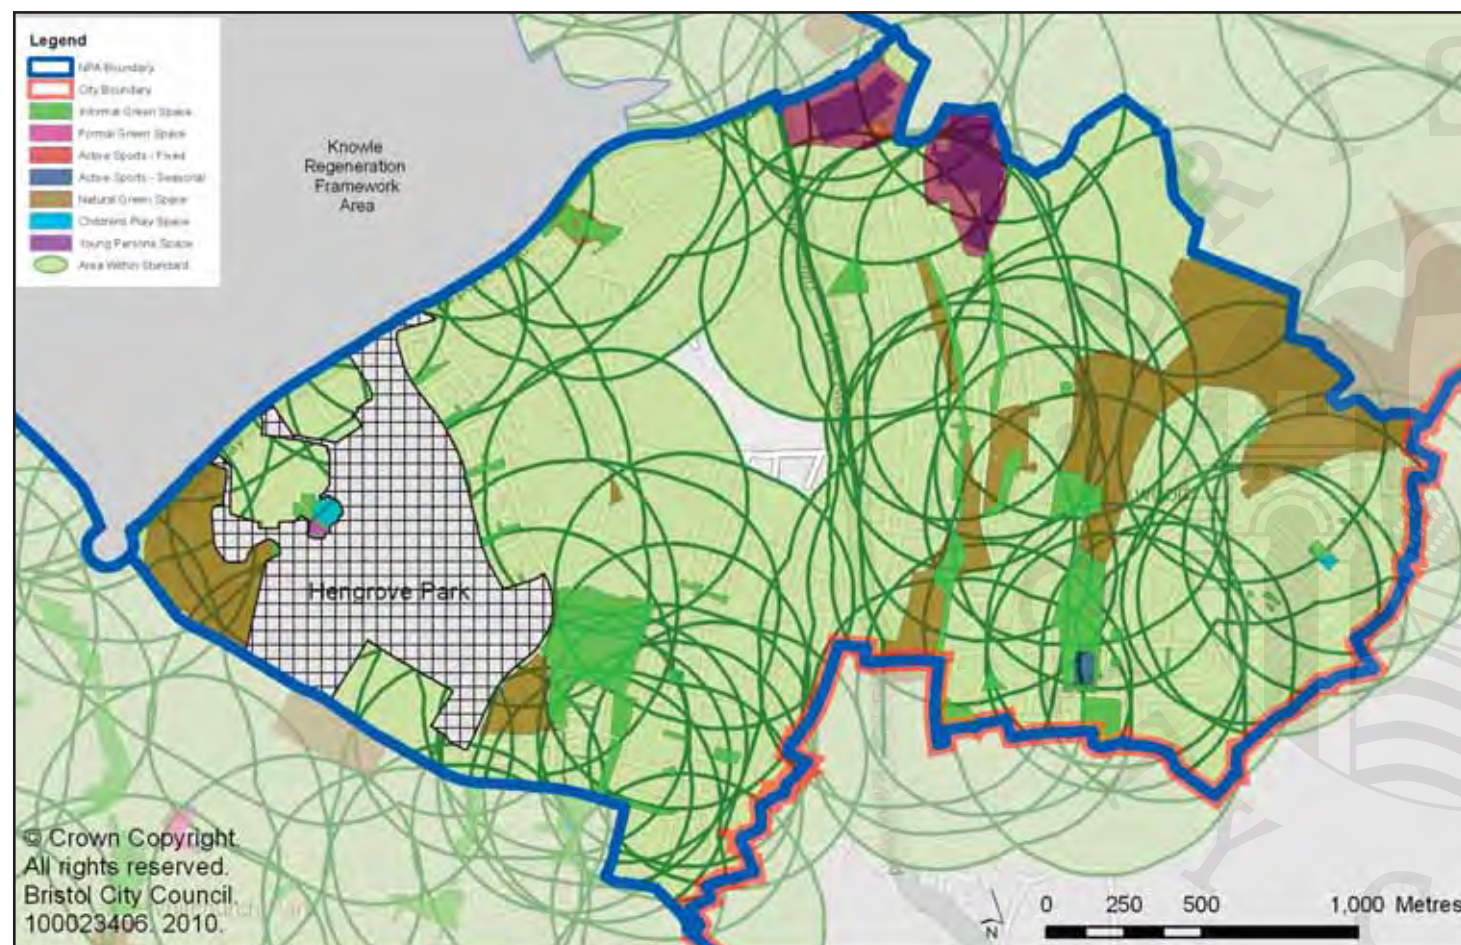 Legend
NPA Boundary
City Boundary
Informal Green Space
Formal Green Space
Active Sports - Fixed
Active Sports - Seasonal
Natural Green Space
Childrens Play Space
Young Persons Space
Area Within Standard
Knowle
Regeneration
Framework
Area
Hengrove Park
© Crown Copyright.
All rights reserved.
Bristol City Council.
100023406. 2010.
N
0 250 500 1,000 Metres